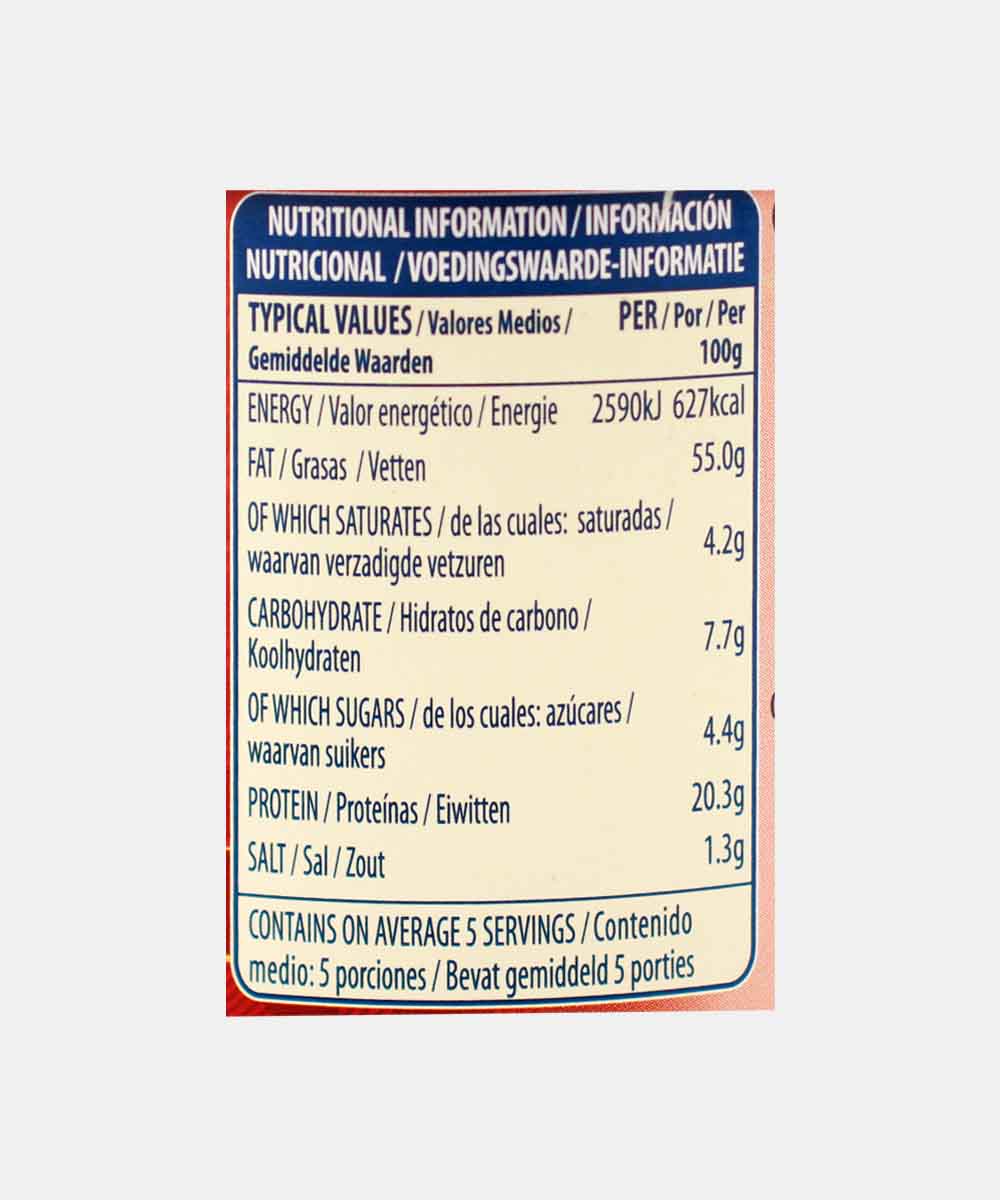 NUTRITIONAL INFORMATION / INFORMACIÓN
NUTRICIONAL / VOEDINGSWAARDE-INFORMATIE
TYPICAL VALUES / Valores Medios / PER / Por / Per
Gemiddelde Waarden 100g
ENERGY / Valor energético / Energie 2590kJ 627kcal
FAT / Grasas / Vetten 55.0g
OF WHICH SATURATES / de las cuales: saturadas /
waarvan verzadigde vetzuren 4.2g
CARBOHYDRATE / Hidratos de carbono /
Koolhydraten 7.7g
OF WHICH SUGARS / de los cuales: azúcares /
waarvan suikers 4.4g
PROTEIN / Proteínas / Eiwitten 20.3g
SALT / Sal / Zout 1.3g
CONTAINS ON AVERAGE 5 SERVINGS / Contenido
medio: 5 porciones / Bevat gemiddeld 5 porties